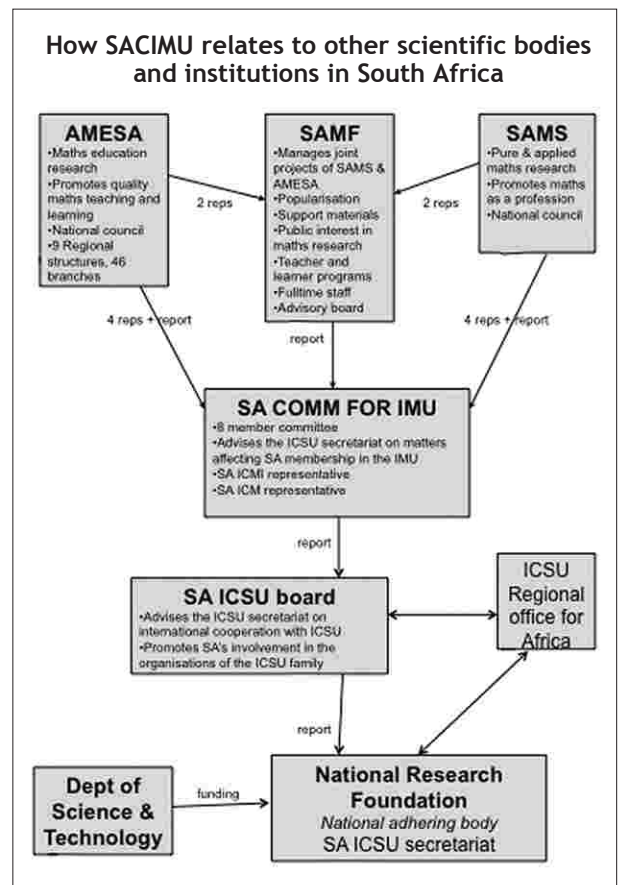 How SACIMU relates to other scientific bodies
and institutions in South Africa
AMESA
•Maths education
research
•Promotes quality
maths teaching and
learning
•National council
•9 Regional
structures, 46
branches
2 reps
SAMF
•Manages joint
projects of SAMS &
AMESA
•Popularisation
•Support materials
•Public interest in
maths research
•Teacher and
learner programs
•Fulltime staff
•Advisory board
2 reps
SAMS
•Pure & applied
maths research
•Promotes maths
as a profession
•National council
4 reps + report
report
4 reps + report
SA COMM FOR IMU
•8 member committee
•Advises the ICSU secretariat on matters
affecting SA membership in the IMU
•SA ICMI representative
•SA ICM representative
report
SA ICSU board
•Advises the ICSU secretariat on
international cooperation with ICSU
•Promotes SA's involvement in the
organisations of the ICSU family
ICSU
Regional
office for
Africa
report
Dept of
Science &
Technology
funding
National Research
Foundation
National adhering body
SA ICSU secretariat